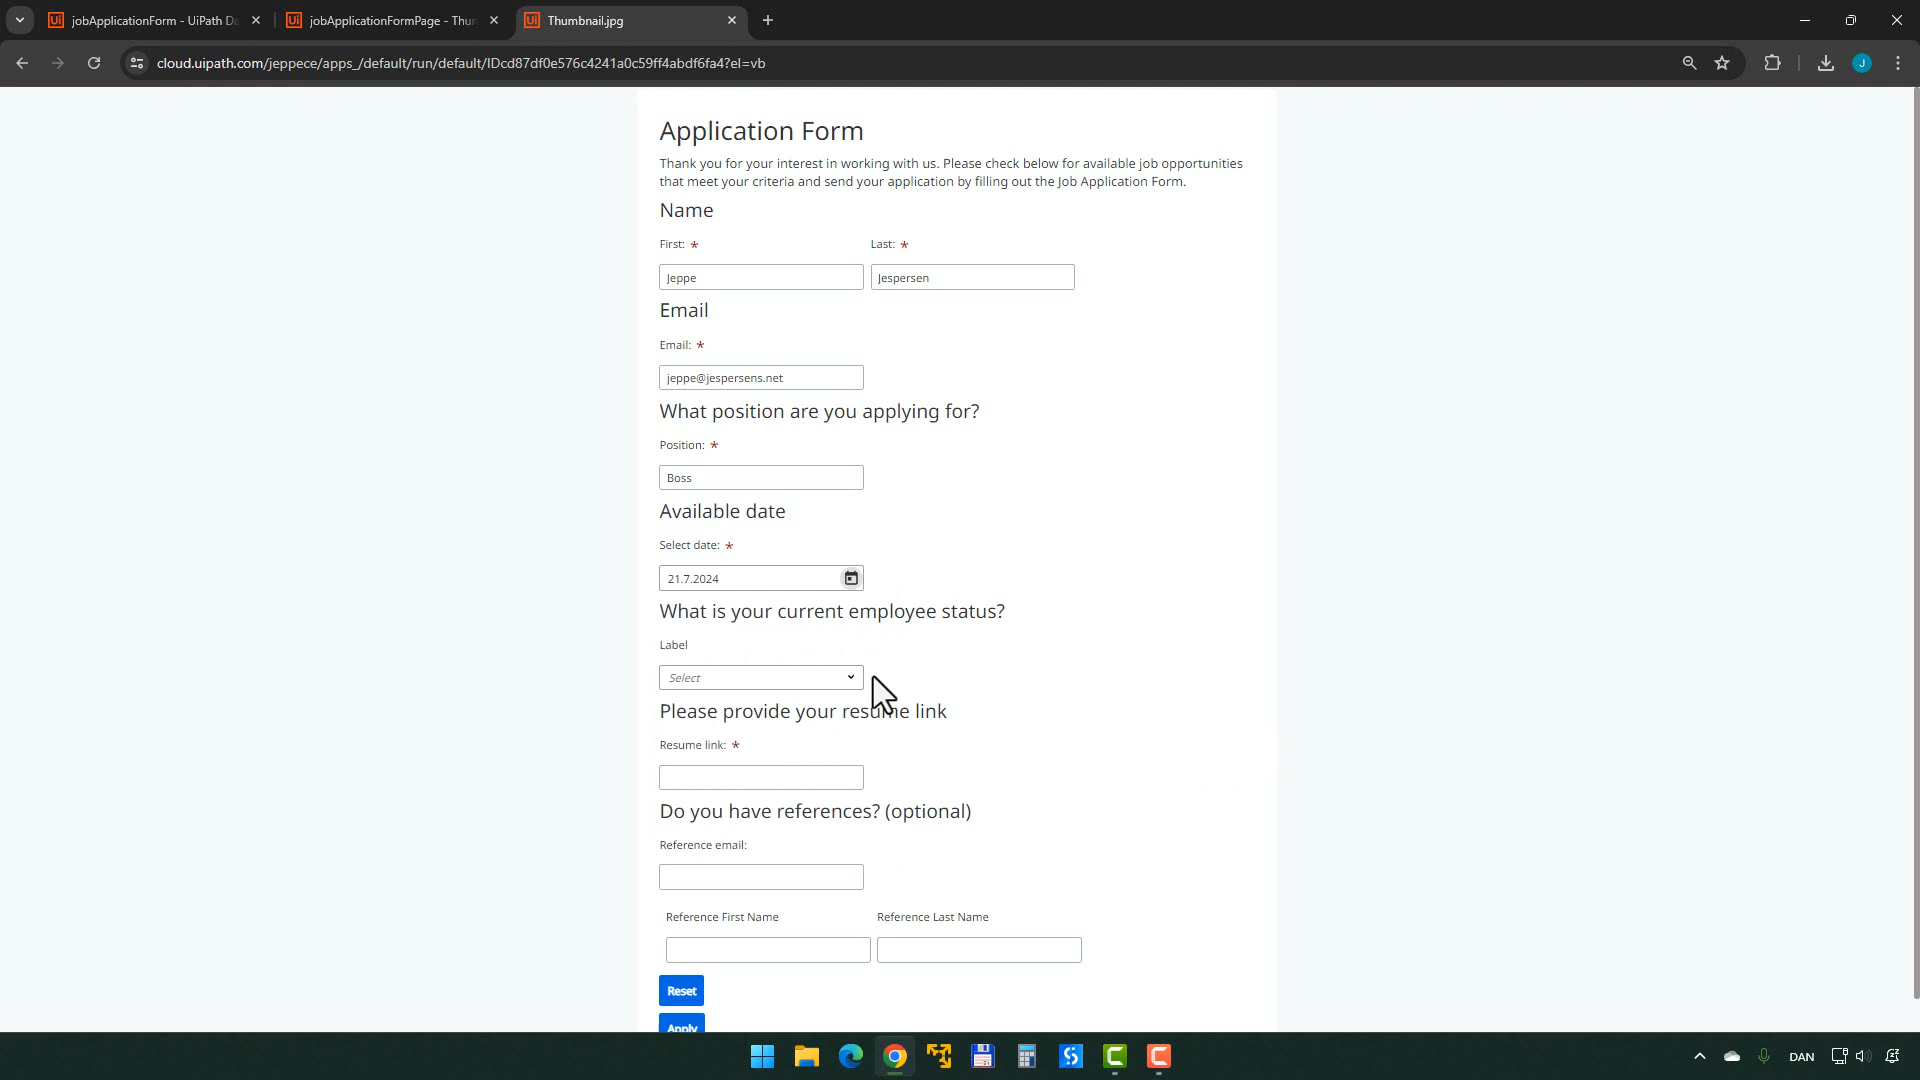 jobApplicationForm - UiPath Da
jobApplicationFormPage - Thun
Thumbnail.jpg
cloud.uipath.com/jeppece/apps_/default/run/default/IDcd87df0e576c4241a0c59ff4abdf6fa4?el=vb
J
Application Form
Thank you for your interest in working with us. Please check below for available job opportunities
that meet your criteria and send your application by filling out the Job Application Form.
Name
First: *
Last: *
Jeppe
Jespersen
Email
Email: *
jeppe@jespersens.net
What position are you applying for?
Position: *
Boss
Available date
Select date: *
21.7.2024
What is your current employee status?
Label
Select
Please provide your resume link
Resume link: *
Do you have references? (optional)
Reference email:
Reference First Name
Reference Last Name
Reset
Apply
DAN